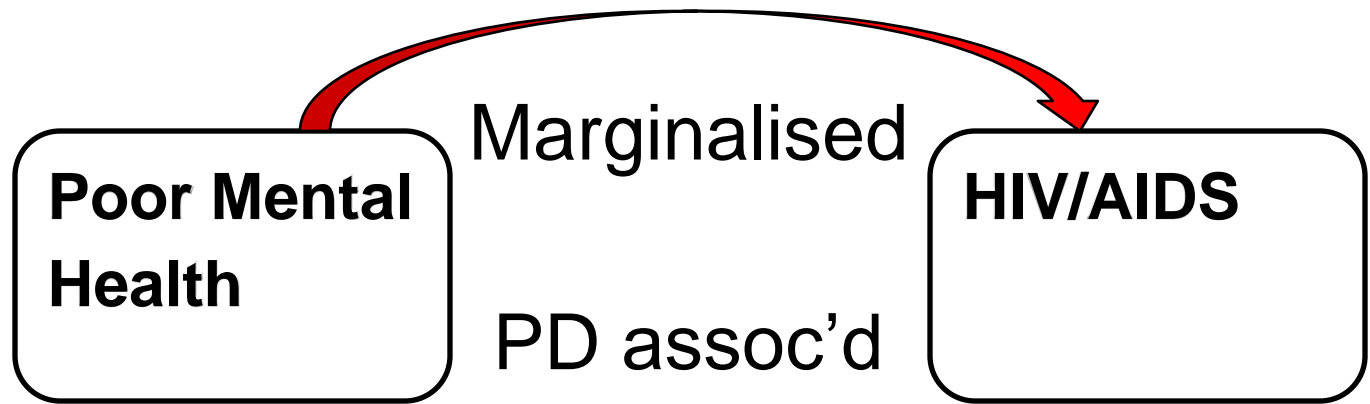 Marginalised
Poor Mental
Health
HIV/AIDS
PD assoc’d